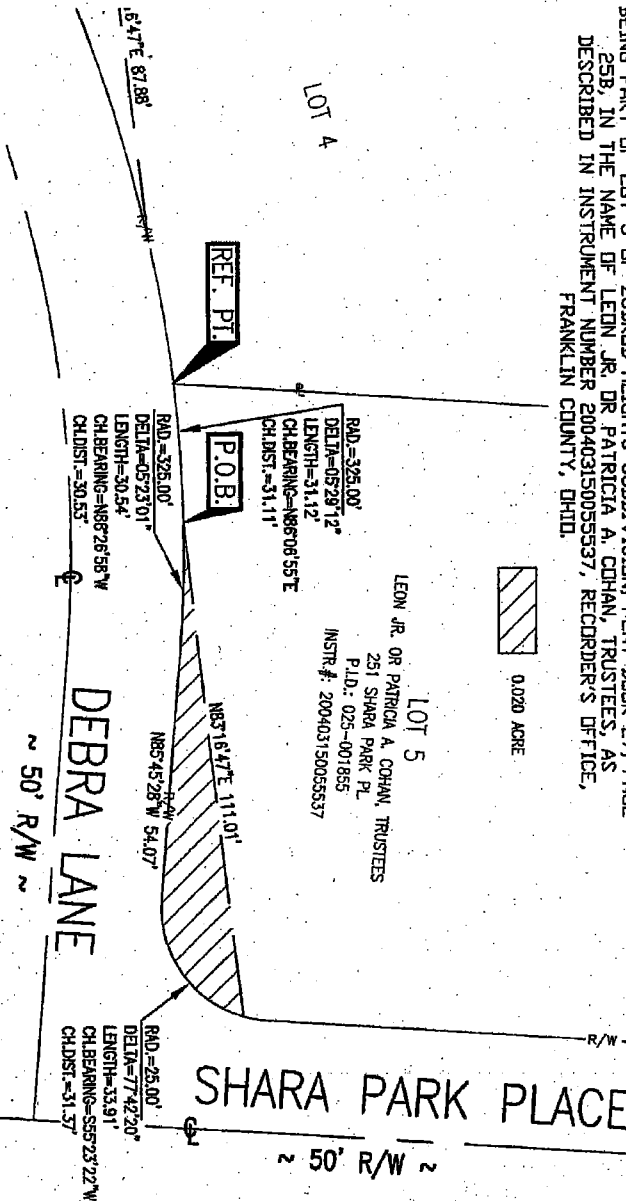 25B, IN THE NAME OF LEON JR. OR PATRICIA A. COHAN, TRUSTEES, AS
DESCRIBED IN INSTRUMENT NUMBER 200403150055537, RECORDER'S OFFICE,
FRANKLIN COUNTY, OHIO.
0.020 ACRE
LOT 4
LOT 5
LEON JR. OR PATRICIA A. COHAN, TRUSTEES
251 SHARA PARK PL.
P.I.D.: 025-001855
INSTR.#: 200403150055537
16'47"E 87.88'
R/W
REF. PT.
RAD.=325.00'
DELTA=05°29'12"
LENGTH=31.12'
CH.BEARING=N86°06'55"E
CH.DIST.=31.11'
P.O.B.
RAD.=325.00'
DELTA=05°23'01"
LENGTH=30.54'
CH.BEARING=N88°26'58"W
CH.DIST.=30.53'
N83°16'47"E 111.01'
R/W
N85°45'28"W 54.07'
DEBRA LANE
~ 50' R/W ~
RAD.=25.00'
DELTA=77°42'20"
LENGTH=33.91'
CH.BEARING=S55°23'22"W
CH.DIST.=31.37'
R/W
SHARA PARK PLACE
~ 50' R/W ~